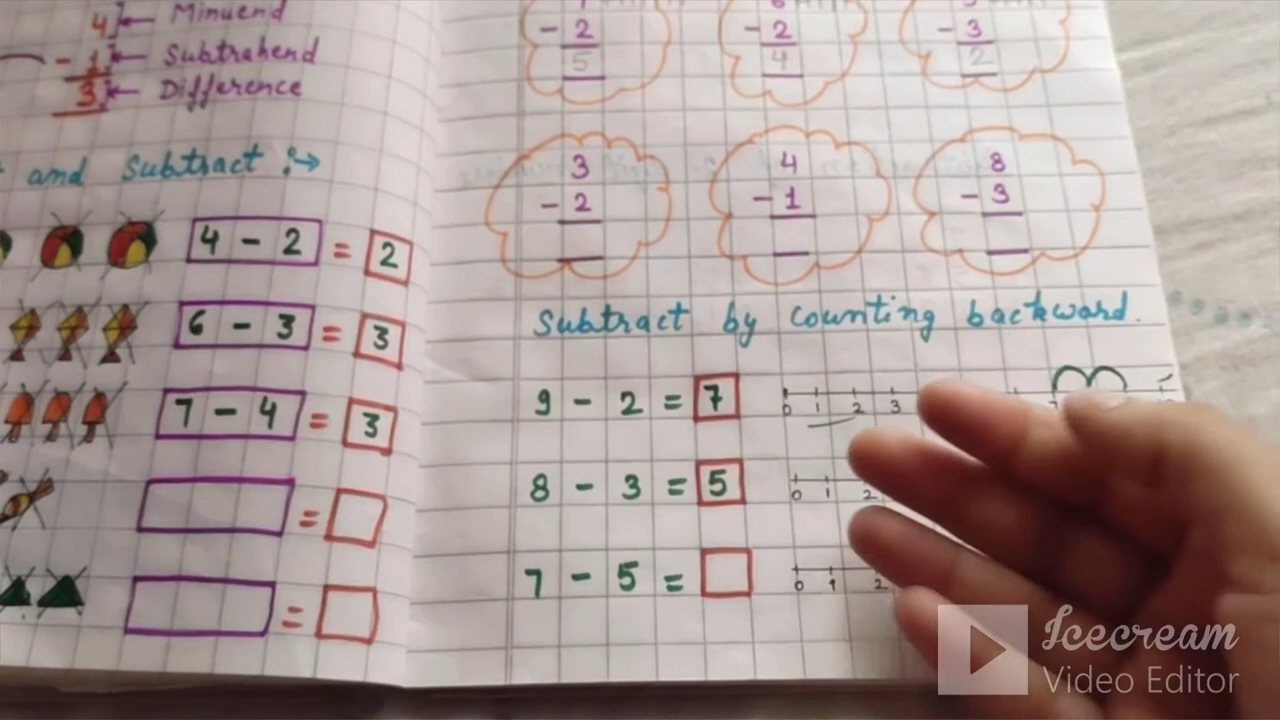 4 ← Minuend
- 1 ← Subtrahend
3 ← Difference
and Subtract :→
4 - 2 = 2
6 - 3 = 3
7 - 4 = 3
=
=
- 2
5
- 2
4
- 3
2
3
- 2
4
- 1
8
- 3
Subtract by counting backward.
9 - 2 = 7
0 1 2 3
8 - 3 = 5
0 1 2
7 - 5 =
0 1 2
Icecream
Video Editor